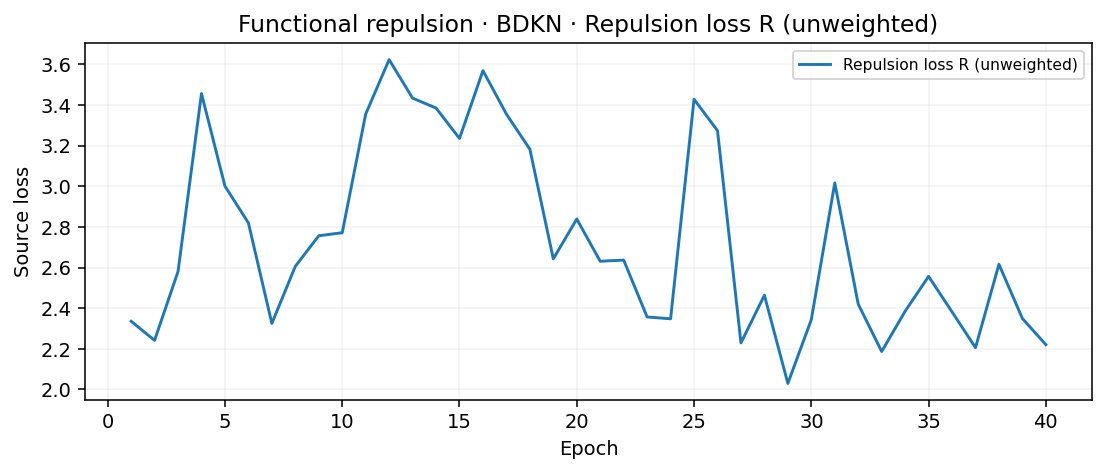 Functional repulsion · BDKN · Repulsion loss R (unweighted)
Repulsion loss R (unweighted)
Source loss
3.6
3.4
3.2
3.0
2.8
2.6
2.4
2.2
2.0
0 5 10 15 20 25 30 35 40
Epoch